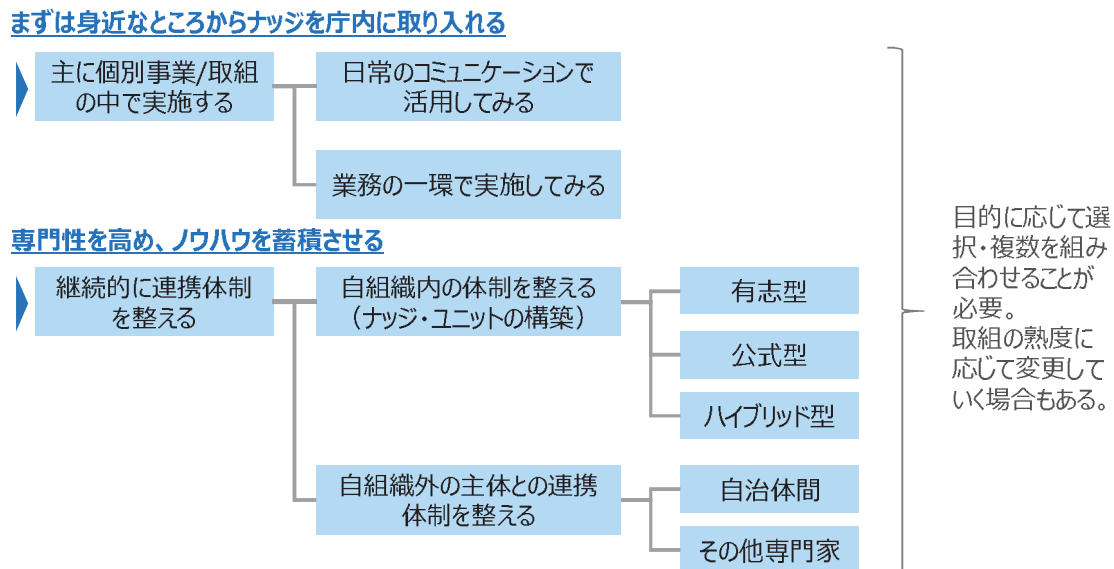 まずは身近なところからナッジを庁内に取り入れる
主に個別事業/取組
の中で実施する
日常のコミュニケーションで
活用してみる
業務の一環で実施してみる
専門性を高め、ノウハウを蓄積させる
継続的に連携体制
を整える
自組織内の体制を整える
（ナッジ・ユニットの構築）
有志型
公式型
ハイブリッド型
自組織外の主体との連携
体制を整える
自治体間
その他専門家
目的に応じて選
択・複数を組み
合わせることが
必要。
取組の熟度に
応じて変更して
いく場合もある。